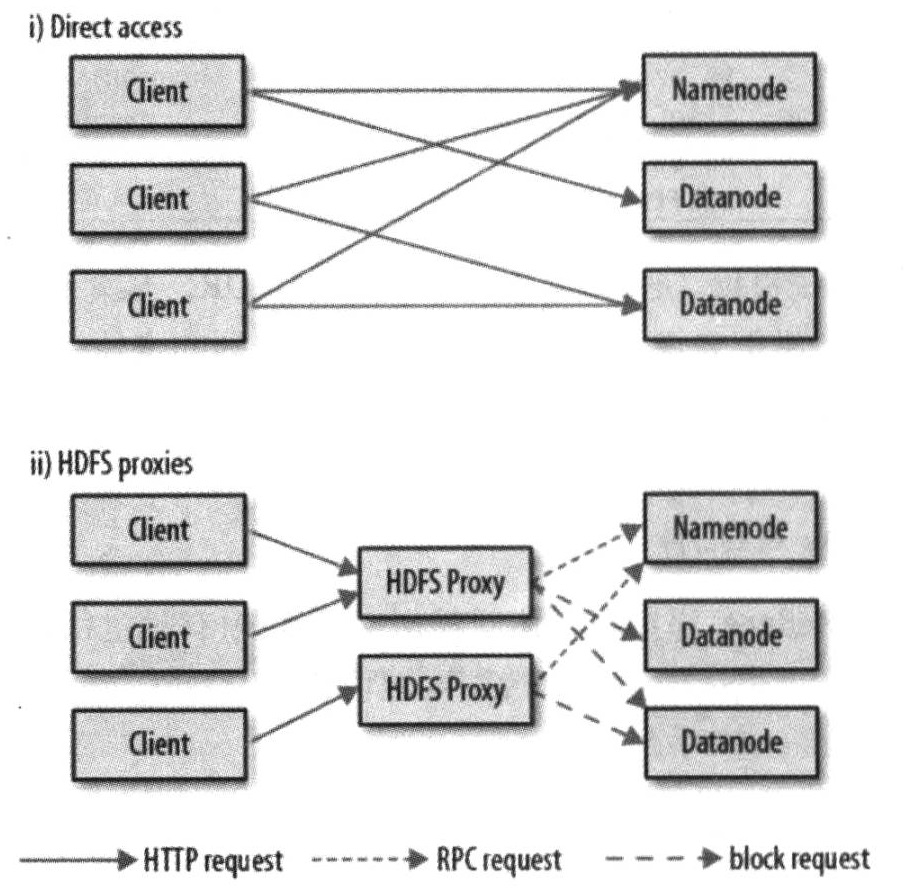 i) Direct access
Client
Namenode
Client
Datanode
Client
Datanode
ii) HDFS proxies
Client
Namenode
HDFS Proxy
Client
Datanode
HDFS Proxy
Client
Datanode
HTTP request
RPC request
block request